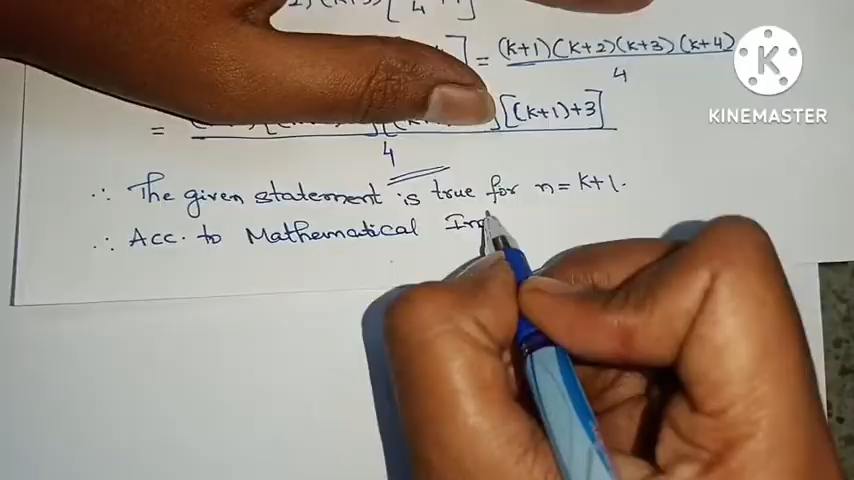 = (k+1)(k+2)(k+3)(k+4)
4
= [(k+1)+3]
4
∴ The given statement is true for n = k+1.
∴ Acc. to Mathematical In
K
KINEMASTER